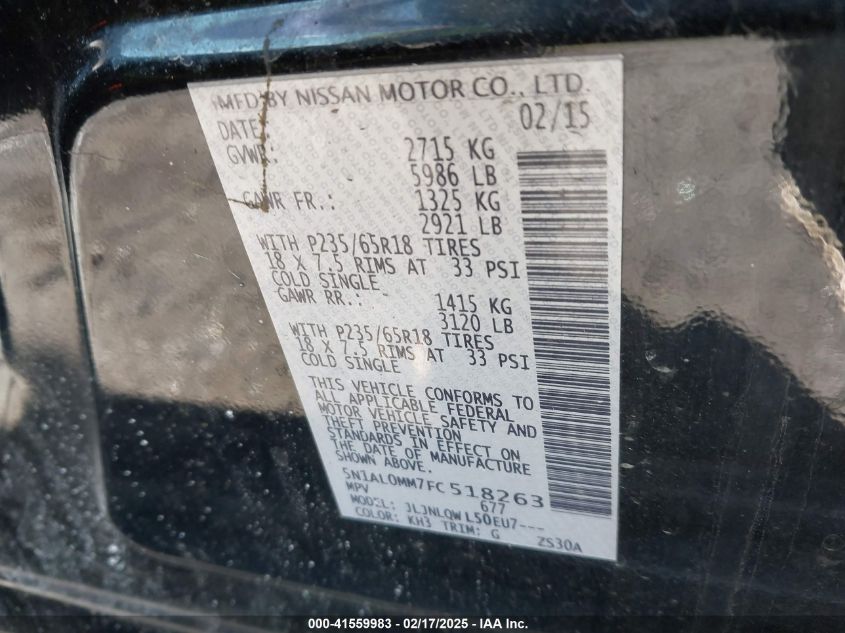 MFD BY NISSAN MOTOR CO., LTD.
DATE: 02/15
GVWR: 2715 KG
5986 LB
GAWR FR.: 1325 KG
2921 LB
WITH P235/65R18 TIRES
18 X 7.5 RIMS AT 33 PSI
COLD SINGLE
GAWR RR.: 1415 KG
3120 LB
WITH P235/65R18 TIRES
18 X 7.5 RIMS AT 33 PSI
COLD SINGLE
THIS VEHICLE CONFORMS TO
ALL APPLICABLE FEDERAL
MOTOR VEHICLE SAFETY AND
THEFT PREVENTION
STANDARDS IN EFFECT ON
THE DATE OF MANUFACTURE
SHOWN ABOVE.
5N1AL0MM7FC518263
MPV 677
MODEL: JLJNLQWL50EU7---
COLOR: KH3 TRIM: G ZS30A
000-41559983 - 02/17/2025 - IAA Inc.